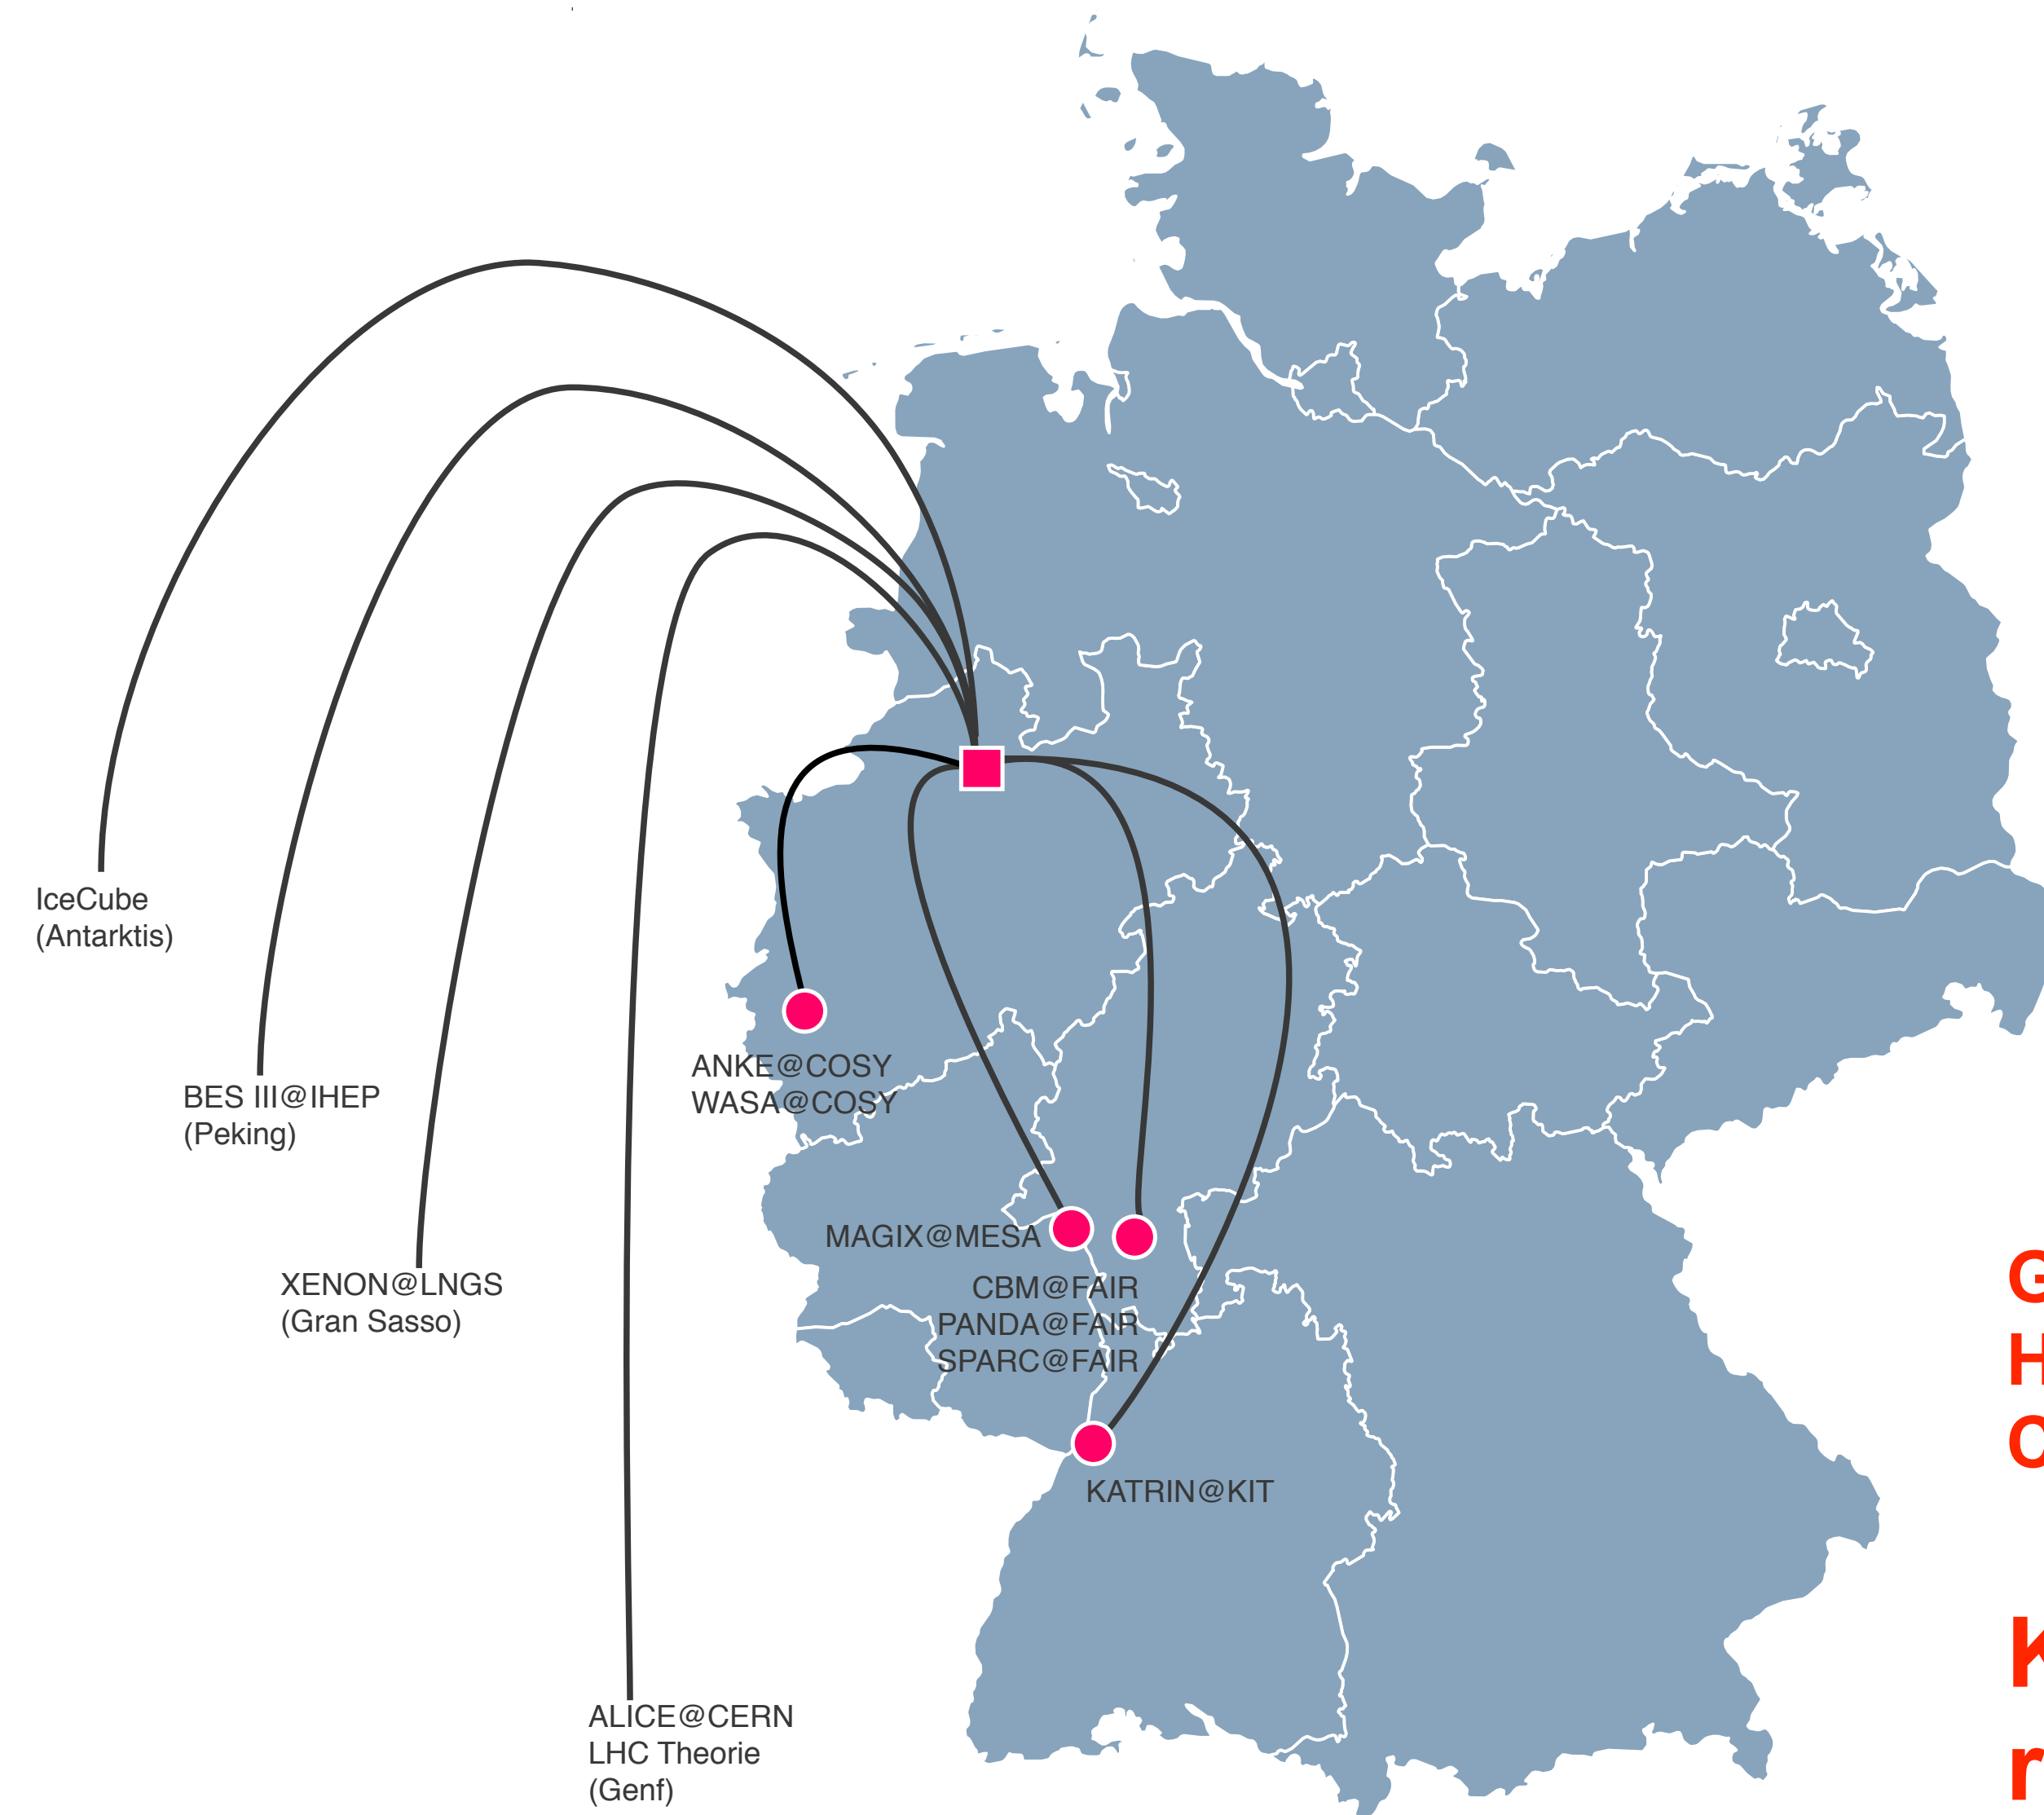 IceCube
(Antarktis)
BES III@IHEP
(Peking)
XENON@LNGS
(Gran Sasso)
ALICE@CERN
LHC Theorie
(Genf)
ANKE@COSY
WASA@COSY
MAGIX@MESA
CBM@FAIR
PANDA@FAIR
SPARC@FAIR
KATRIN@KIT